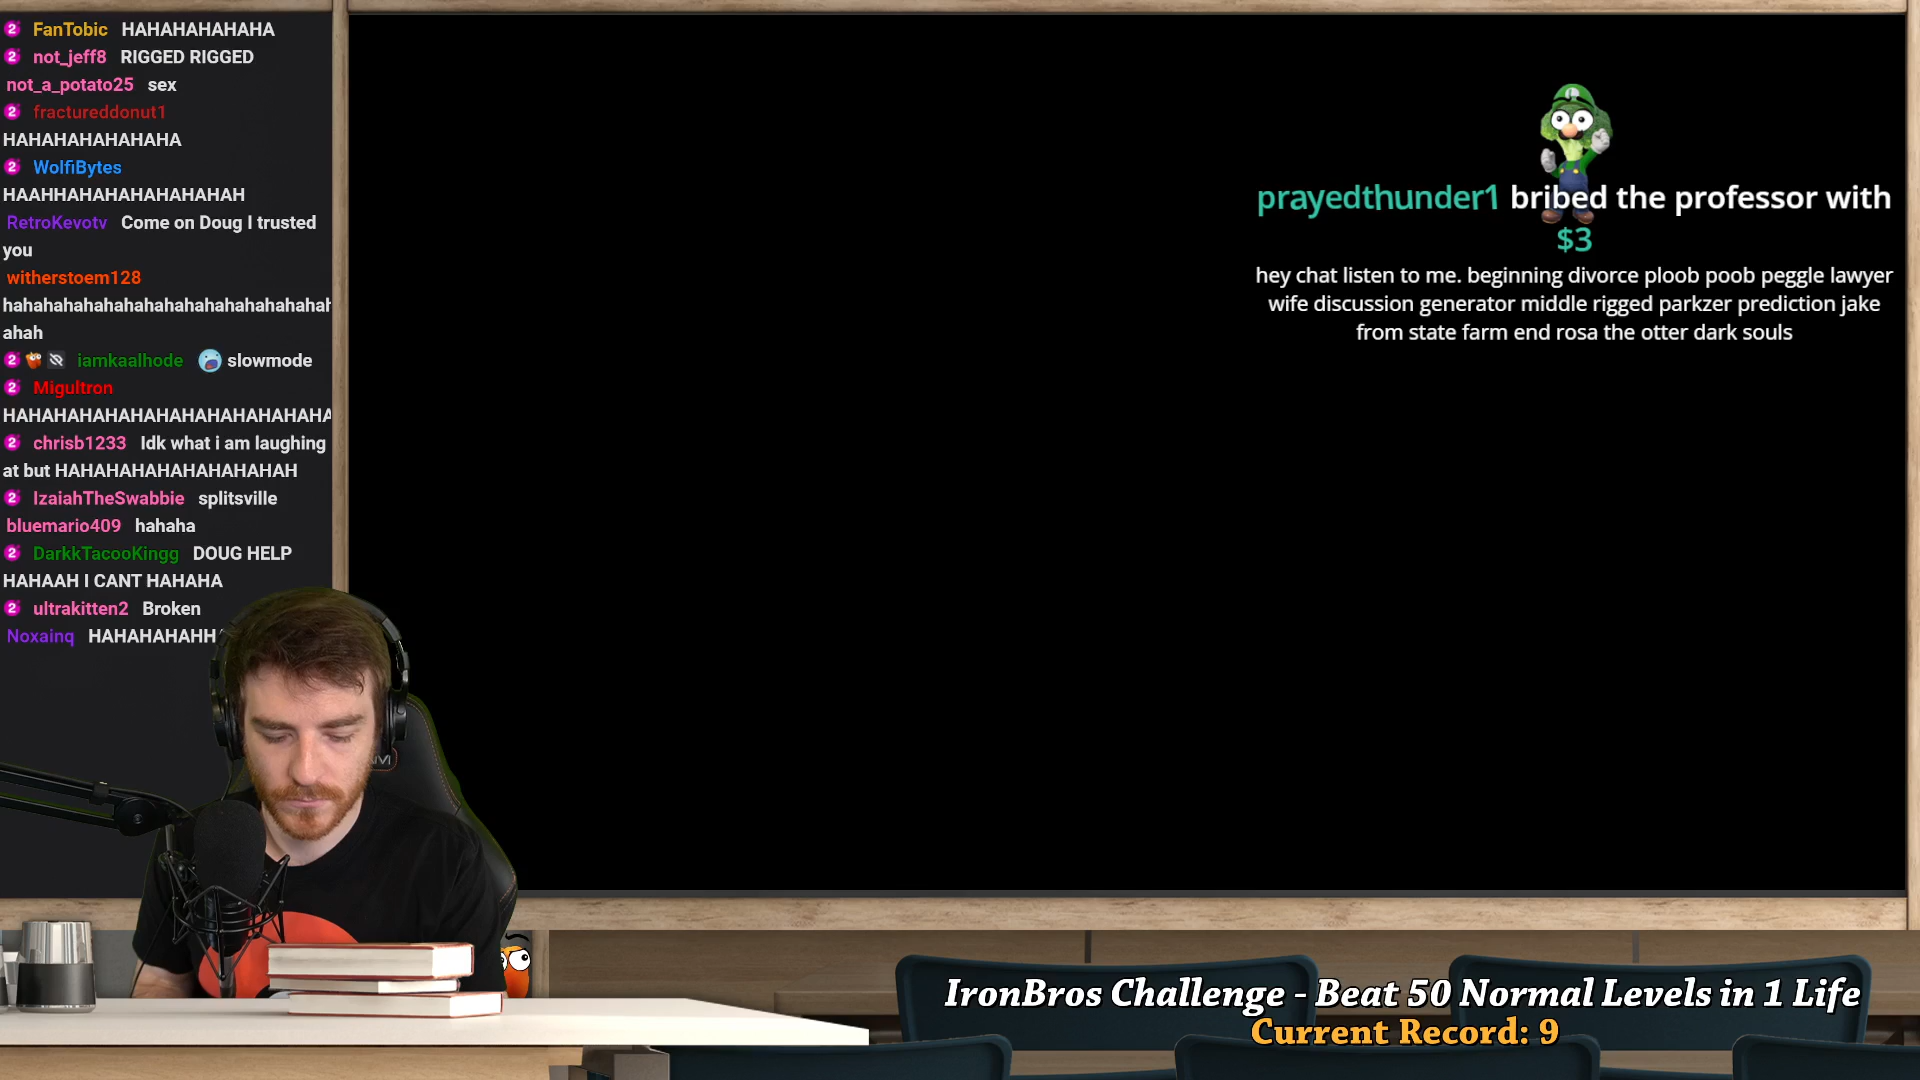 FanTobic HAHAHAHAHAHA
not_jeff8 RIGGED RIGGED
not_a_potato25 sex
fractureddonut1
HAHAHAHAHAHAHA
WolfiBytes
HAAHHAHAHAHAHAHAHAH
RetroKevotv Come on Doug I trusted
you
witherstoem128
hahahahahahahahahahahahahahahah
ahah
iamkaalhode slowmode
Migultron
HAHAHAHAHAHAHAHAHAHAHAHAHA
chrisb1233 Idk what i am laughing
at but HAHAHAHAHAHAHAHAHAH
IzaiahTheSwabbie splitsville
bluemario409 hahaha
DarkkTacooKingg DOUG HELP
HAHAAH I CANT HAHAHA
ultrakitten2 Broken
Noxainq HAHAHAHAHH
prayedthunder1 bribed the professor with
$3
hey chat listen to me. beginning divorce ploob poob peggle lawyer
wife discussion generator middle rigged parkzer prediction jake
from state farm end rosa the otter dark souls
IronBros Challenge - Beat 50 Normal Levels in 1 Life
Current Record: 9